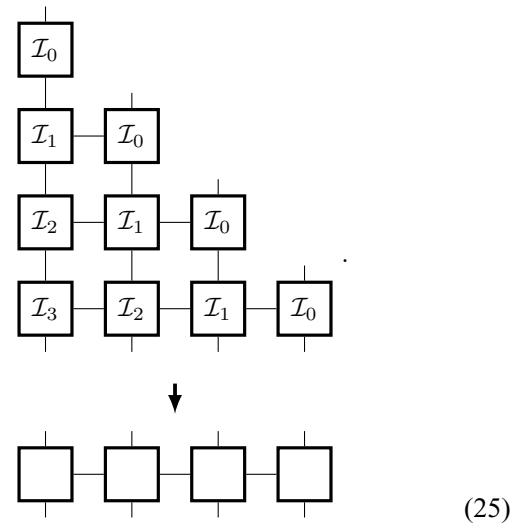 ℐ₀
ℐ₁ ℐ₀
ℐ₂ ℐ₁ ℐ₀
.
ℐ₃ ℐ₂ ℐ₁ ℐ₀
(25)